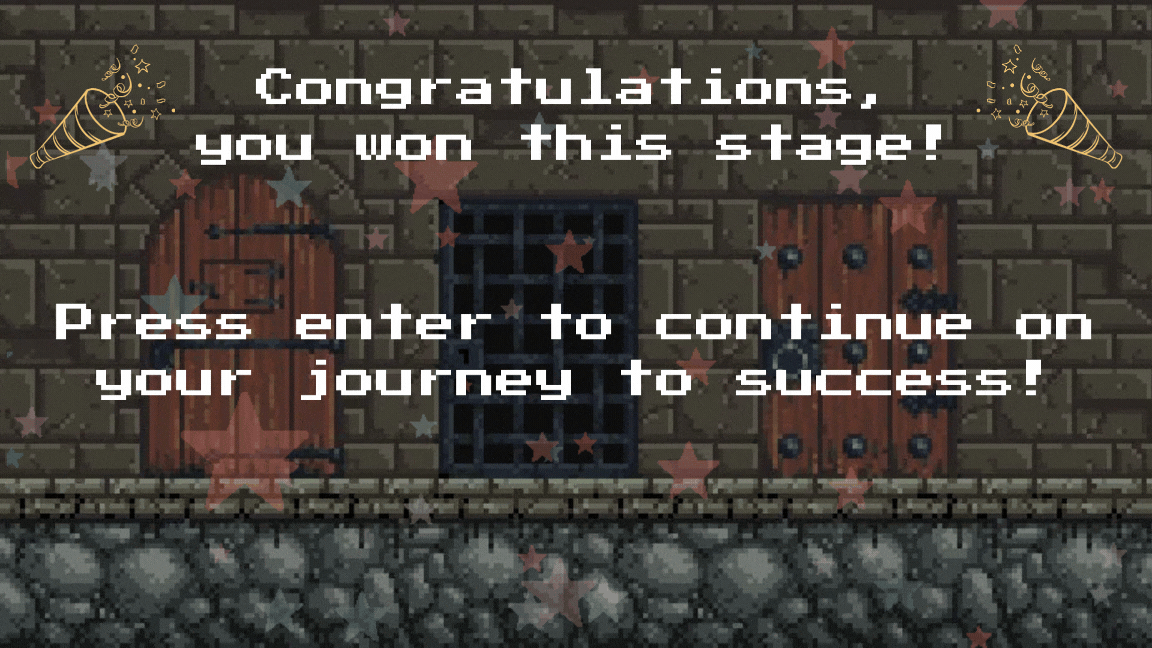 Congratulations,
you won this stage!
Press enter to continue on
your journey to success!